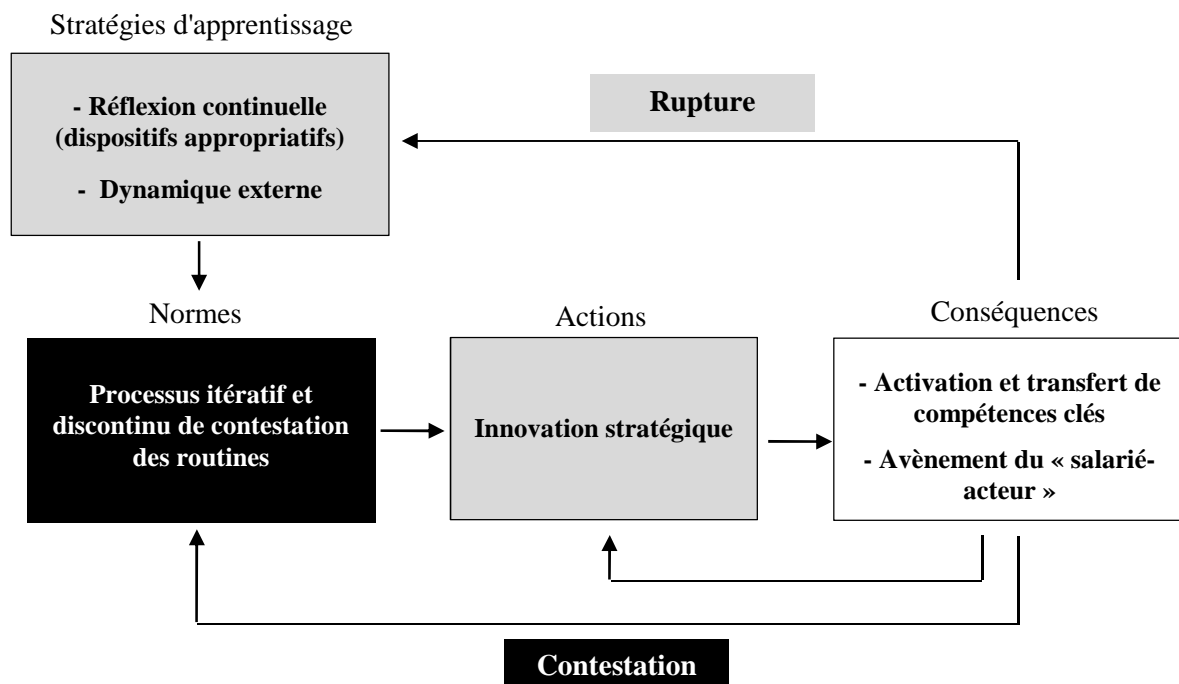 Stratégies d'apprentissage
- Réflexion continuelle
(dispositifs appropriatifs)
- Dynamique externe
Rupture
Normes
Processus itératif et
discontinu de contestation
des routines
Actions
Innovation stratégique
Conséquences
- Activation et transfert de
compétences clés
- Avènement du « salarié-
acteur »
Contestation